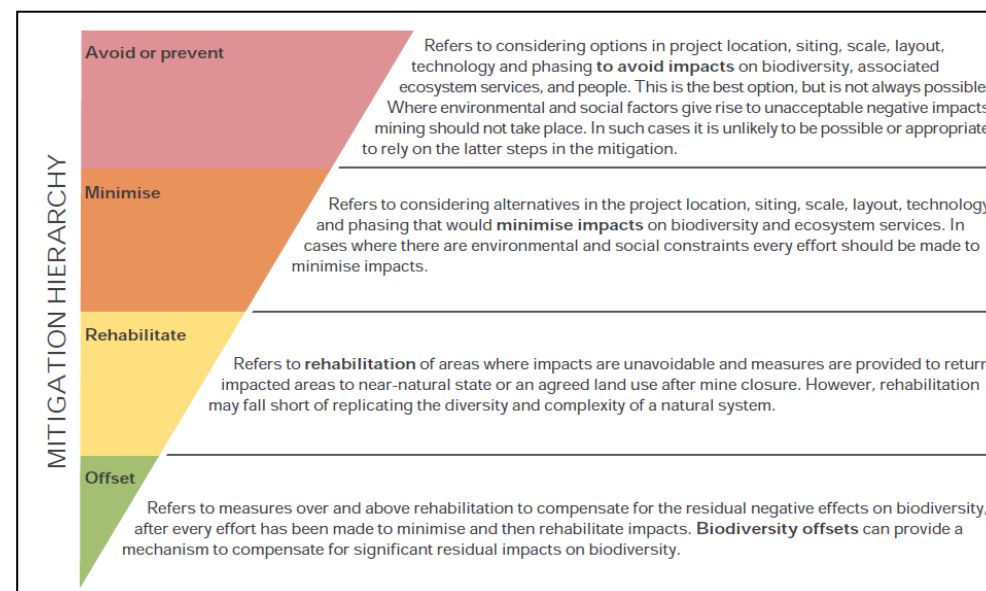 MITIGATION HIERARCHY
Avoid or prevent
Refers to considering options in project location, siting, scale, layout,
technology and phasing to avoid impacts on biodiversity, associated
ecosystem services, and people. This is the best option, but is not always possible
Where environmental and social factors give rise to unacceptable negative impacts
mining should not take place. In such cases it is unlikely to be possible or appropriate
to rely on the latter steps in the mitigation.
Minimise
Refers to considering alternatives in the project location, siting, scale, layout, technology
and phasing that would minimise impacts on biodiversity and ecosystem services. In
cases where there are environmental and social constraints every effort should be made to
minimise impacts.
Rehabilitate
Refers to rehabilitation of areas where impacts are unavoidable and measures are provided to return
impacted areas to near-natural state or an agreed land use after mine closure. However, rehabilitation
may fall short of replicating the diversity and complexity of a natural system.
Offset
Refers to measures over and above rehabilitation to compensate for the residual negative effects on biodiversity,
after every effort has been made to minimise and then rehabilitate impacts. Biodiversity offsets can provide a
mechanism to compensate for significant residual impacts on biodiversity.